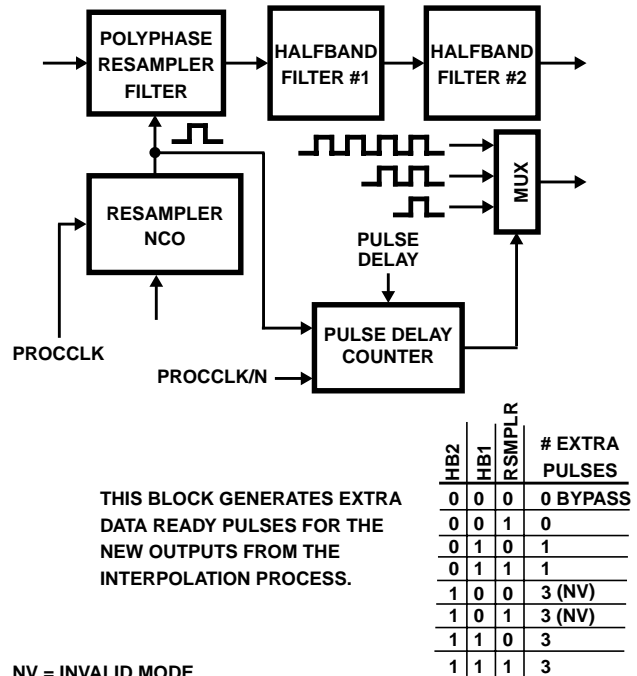 POLYPHASE
RESAMPLER
FILTER
HALFBAND
FILTER #1
HALFBAND
FILTER #2
MUX
RESAMPLER
NCO
PULSE
DELAY
PULSE DELAY
COUNTER
PROCCLK
PROCCLK/N
THIS BLOCK GENERATES EXTRA
DATA READY PULSES FOR THE
NEW OUTPUTS FROM THE
INTERPOLATION PROCESS.
HB2 HB1 RSMPLR # EXTRA PULSES
0 0 0 0 BYPASS
0 0 1 0
0 1 0 1
0 1 1 1
1 0 0 3 (NV)
1 0 1 3 (NV)
1 1 0 3
1 1 1 3
NV = INVALID MODE